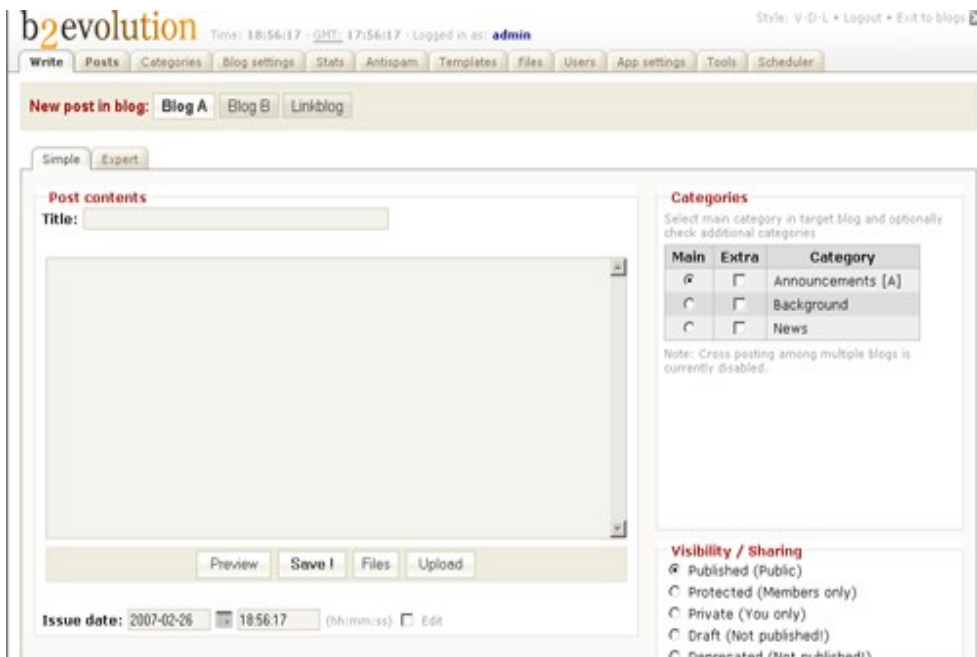 b2evolution
Time: 18:56:17 · GMT: 17:56:17 · Logged in as: admin
Style: V·D·L • Logout • Exit to blogs
Write Posts Categories Blog settings Stats Antispam Templates Files Users App settings Tools Scheduler
New post in blog: Blog A Blog B Linkblog
Simple Expert
Post contents
Title:
Preview Save ! Files Upload
Issue date: 2007-02-26 18:56:17 (hh:mm:ss) Edit
Categories
Select main category in target blog and optionally
check additional categories
Main Extra Category
Announcements [A]
Background
News
Note: Cross posting among multiple blogs is
currently disabled.
Visibility / Sharing
Published (Public)
Protected (Members only)
Private (You only)
Draft (Not published!)
Deprecated (Not published!)